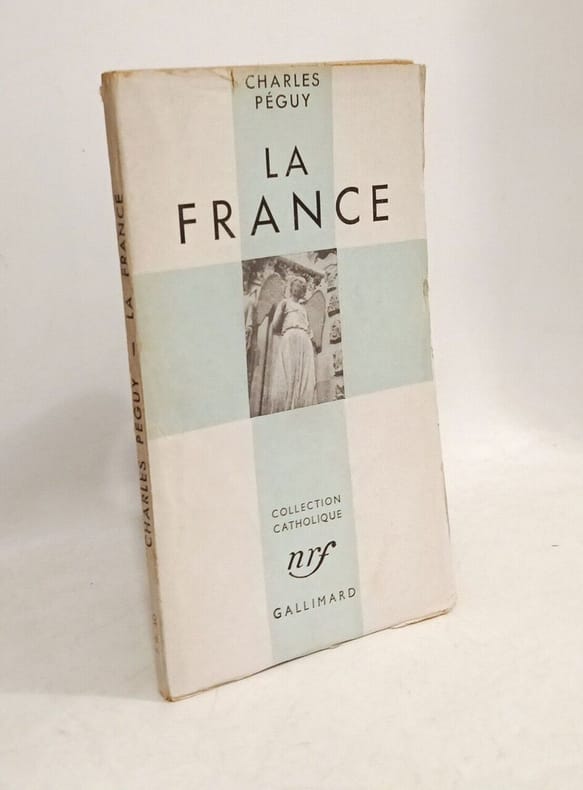 CHARLES
PÉGUY
LA
FRANCE
COLLECTION
CATHOLIQUE
nrf
GALLIMARD
CHARLES PÉGUY — LA FRANCE